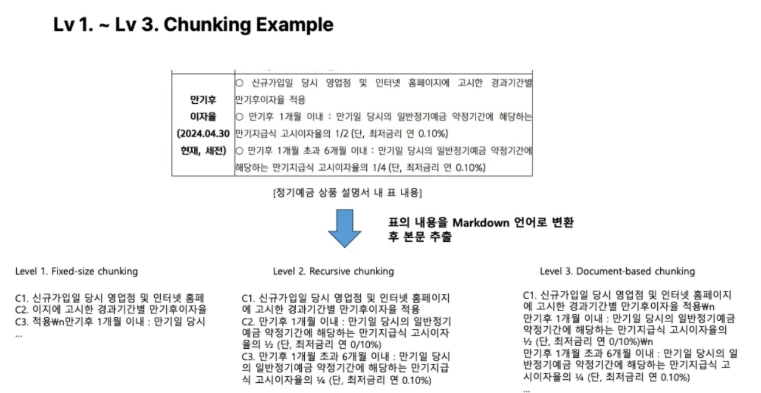 Lv 1. ~ Lv 3. Chunking Example
○ 신규가입일 당시 영업점 및 인터넷 홈페이지에 고시한 경과기간별
만기후이자율 적용
○ 만기후 1개월 이내 : 만기일 당시의 일반정기예금 약정기간에 해당하는
만기지급식 고시이자율의 1/2 (단, 최저금리 연 0.10%)
○ 만기후 1개월 초과 6개월 이내 : 만기일 당시의 일반정기예금 약정기간에
해당하는 만기지급식 고시이자율의 1/4 (단, 최저금리 연 0.10%)
만기후
이자율
(2024.04.30
현재, 세전)
[정기예금 상품 설명서 내 표 내용]
표의 내용을 Markdown 언어로 변환
후 본문 추출
Level 1. Fixed-size chunking
C1. 신규가입일 당시 영업점 및 인터넷 홈페
C2. 이지에 고시한 경과기간별 만기후이자율
C3. 적용₩n만기후 1개월 이내 : 만기일 당시
...
Level 2. Recursive chunking
C1. 신규가입일 당시 영업점 및 인터넷 홈페이지
에 고시한 경과기간별 만기후이자율 적용
C2. 만기후 1개월 이내 : 만기일 당시의 일반정기
예금 약정기간에 해당하는 만기지급식 고시이자
율의 ½ (단, 최저금리 연 0/10%)
C3. 만기후 1개월 초과 6개월 이내 : 만기일 당시
의 일반정기예금 약정기간에 해당하는 만기지급
식 고시이자율의 ¼ (단, 최저금리 연 0.10%)
Level 3. Document-based chunking
C1. 신규가입일 당시 영업점 및 인터넷 홈페이지
에 고시한 경과기간별 만기후이자율 적용₩n
만기후 1개월 이내 : 만기일 당시의 일반정기예금
약정기간에 해당하는 만기지급식 고시이자율의
½ (단, 최저금리 연 0/10%)₩n
만기후 1개월 초과 6개월 이내 : 만기일 당시의 일
반정기예금 약정기간에 해당하는 만기지급식 고
시이자율의 ¼ (단, 최저금리 연 0.10%)
...